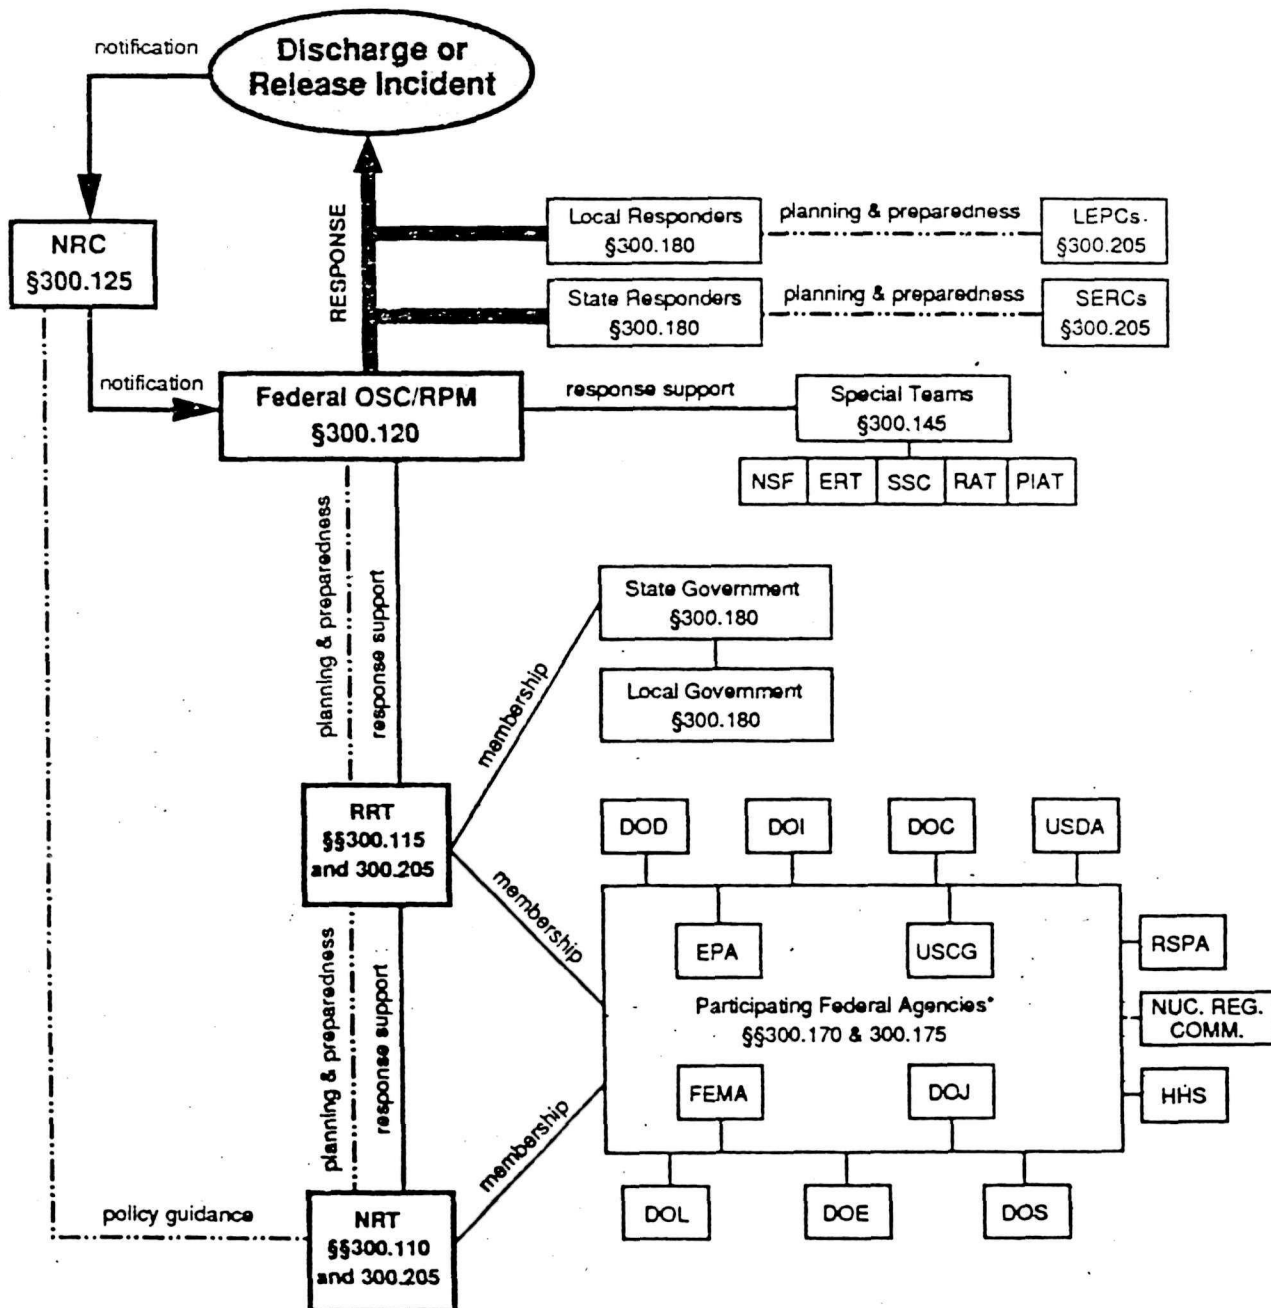 notification
Discharge or
Release Incident
NRC
§300.125
RESPONSE
Local Responders
§300.180
planning & preparedness
LEPCs
§300.205
State Responders
§300.180
planning & preparedness
SERCs
§300.205
notification
Federal OSC/RPM
§300.120
response support
Special Teams
§300.145
NSF
ERT
SSC
RAT
PIAT
planning & preparedness
response support
State Government
§300.180
Local Government
§300.180
membership
RRT
§§300.115
and 300.205
membership
DOD
DOI
DOC
USDA
EPA
USCG
RSPA
Participating Federal Agencies*
§§300.170 & 300.175
NUC. REG.
COMM.
FEMA
DOJ
HHS
planning & preparedness
response support
membership
DOL
DOE
DOS
policy guidance
NRT
§§300.110
and 300.205